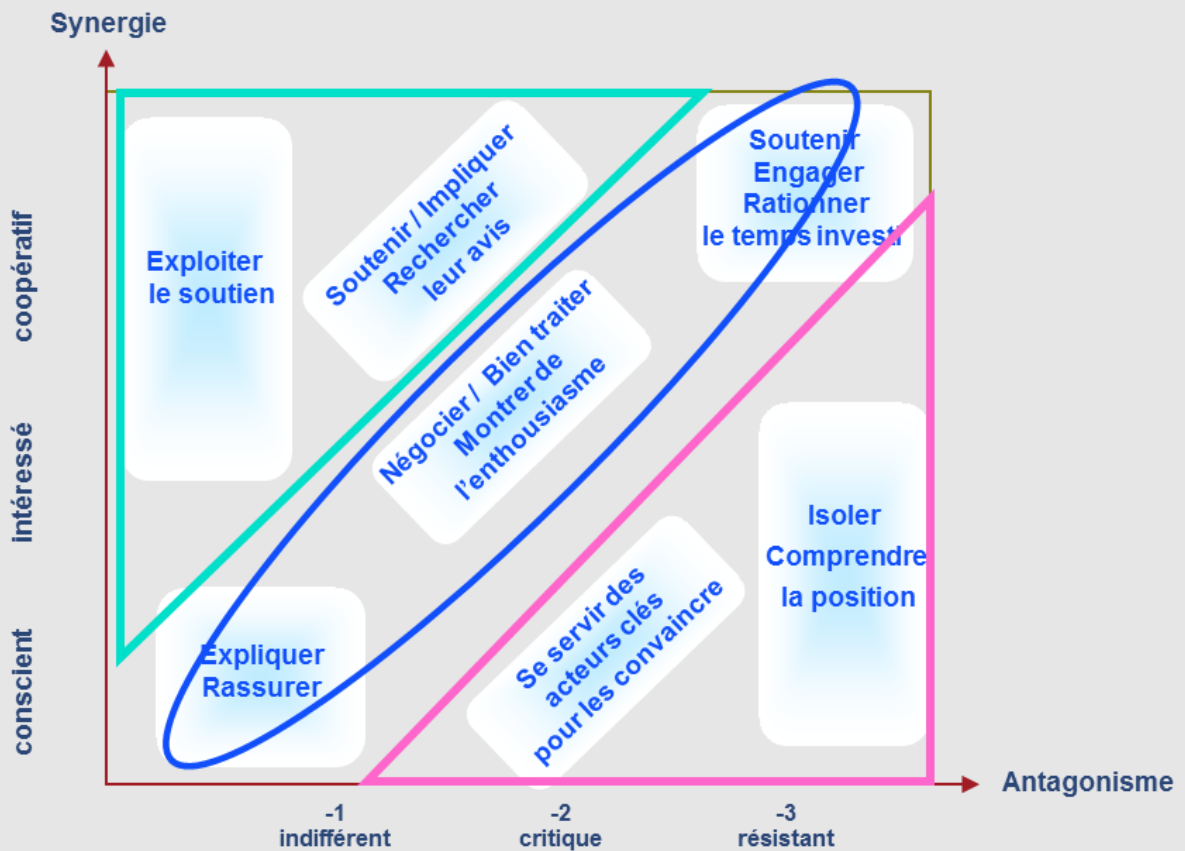 Synergie
coopératif
intéressé
conscient
Exploiter
le soutien
Soutenir / Impliquer
Rechercher
leur avis
Soutenir
Engager
Rationner
le temps investi
Négocier / Bien traiter
Montrer de
l'enthousiasme
Expliquer
Rassurer
Se servir des
acteurs clés
pour les convaincre
Isoler
Comprendre
la position
Antagonisme
-1
indifférent
-2
critique
-3
résistant